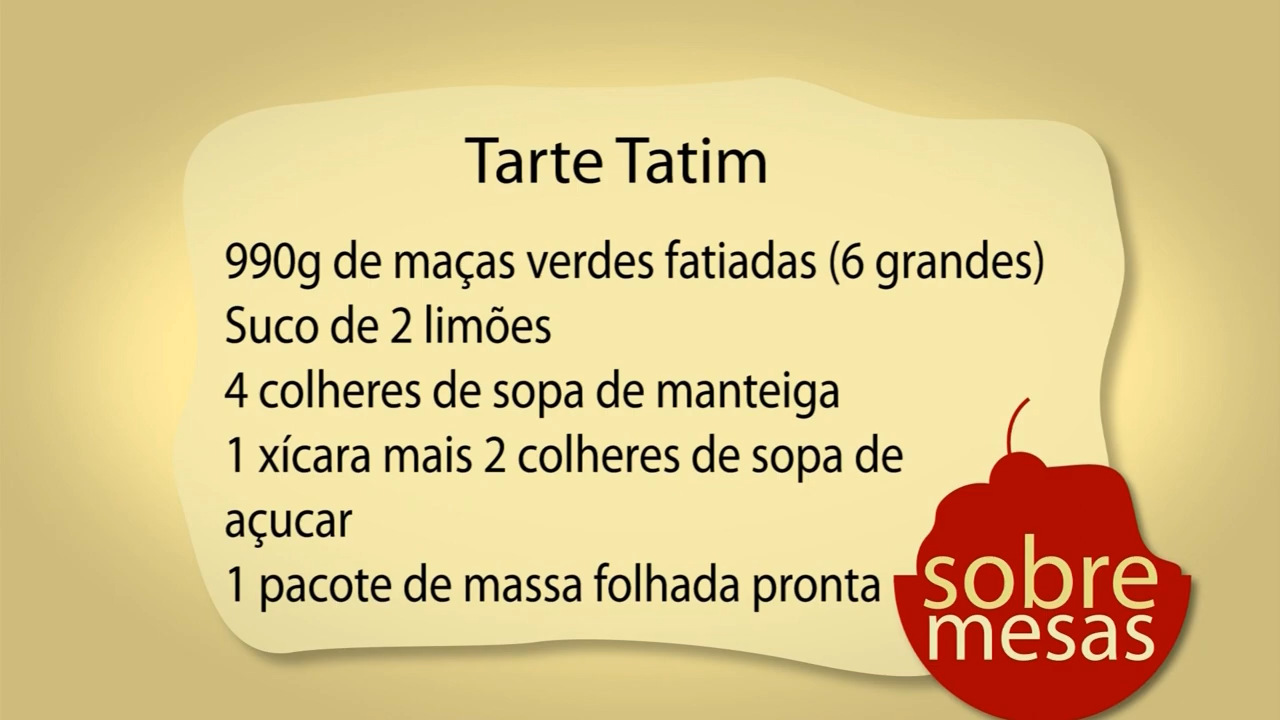 Tarte Tatim
990g de maças verdes fatiadas (6 grandes)
Suco de 2 limões
4 colheres de sopa de manteiga
1 xícara mais 2 colheres de sopa de
açucar
1 pacote de massa folhada pronta
sobre
mesas